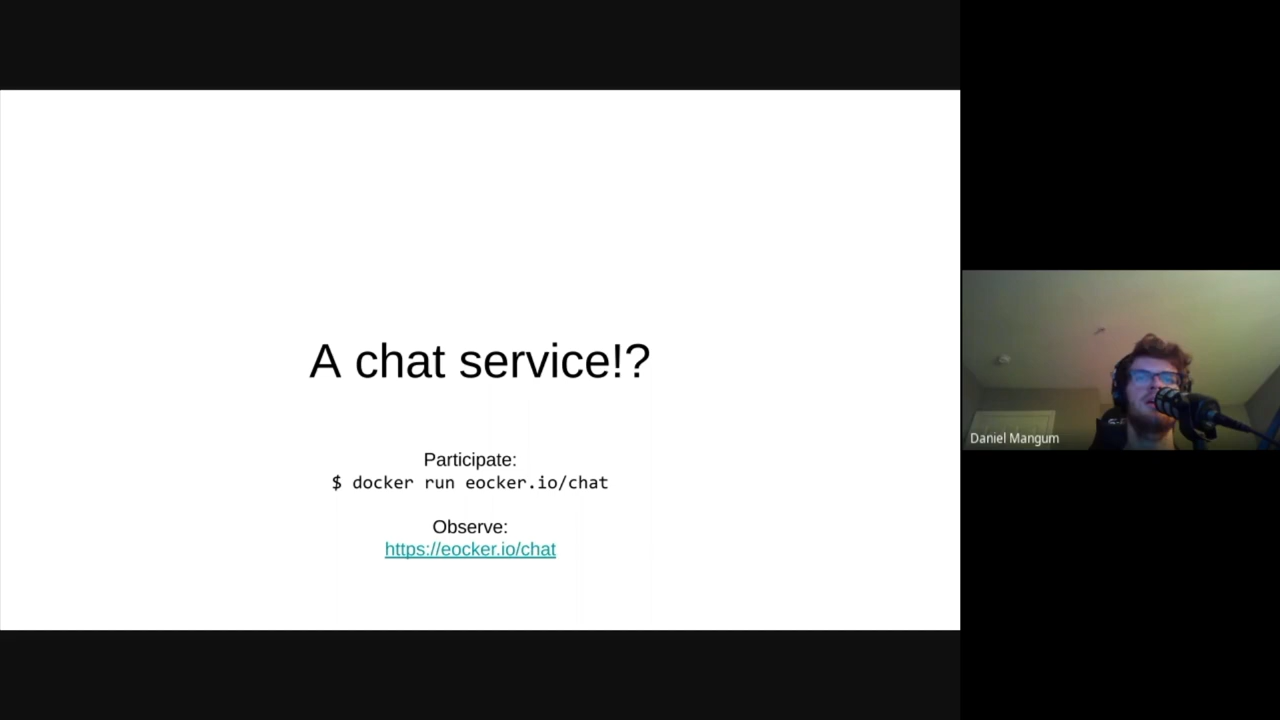 A chat service!?
Participate:
$ docker run eocker.io/chat
Observe:
https://eocker.io/chat
Daniel Mangum